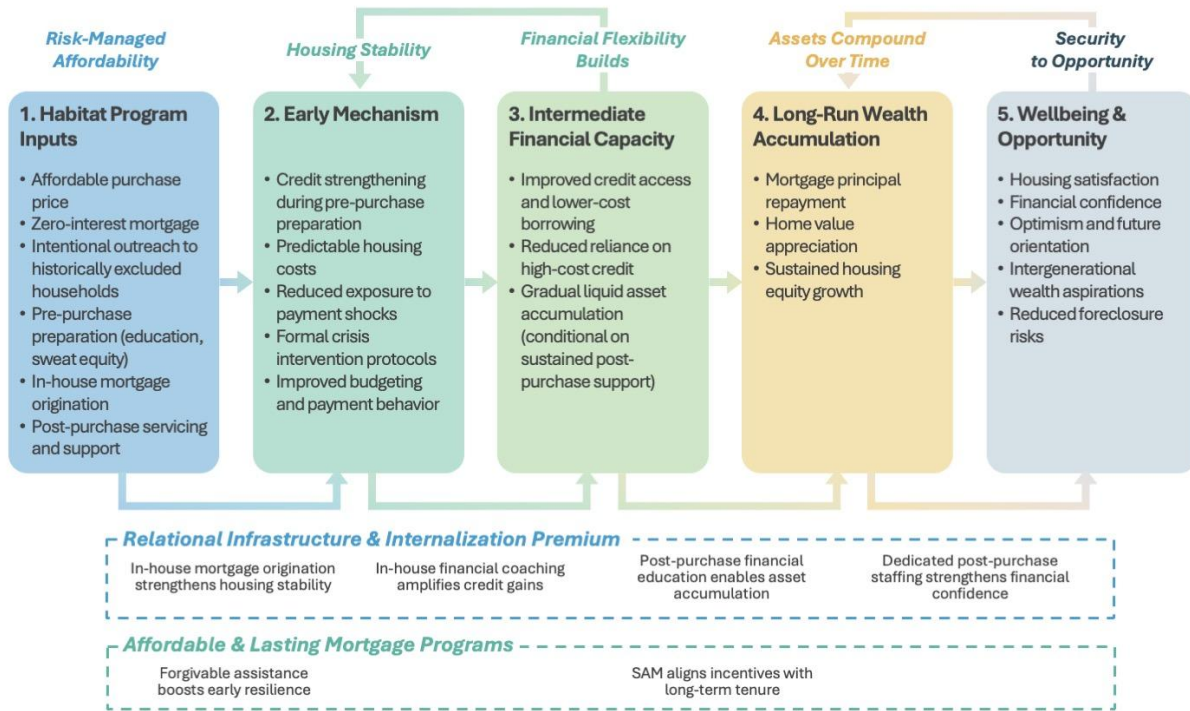 Risk-Managed
Affordability
Housing Stability
Financial Flexibility
Builds
Assets Compound
Over Time
Security
to Opportunity
1. Habitat Program
Inputs
• Affordable purchase
price
• Zero-interest mortgage
• Intentional outreach to
historically excluded
households
• Pre-purchase
preparation (education,
sweat equity)
• In-house mortgage
origination
• Post-purchase servicing
and support
2. Early Mechanism
• Credit strengthening
during pre-purchase
preparation
• Predictable housing
costs
• Reduced exposure to
payment shocks
• Formal crisis
intervention protocols
• Improved budgeting
and payment behavior
3. Intermediate
Financial Capacity
• Improved credit access
and lower-cost
borrowing
• Reduced reliance on
high-cost credit
• Gradual liquid asset
accumulation
(conditional on
sustained post-
purchase support)
4. Long-Run Wealth
Accumulation
• Mortgage principal
repayment
• Home value
appreciation
• Sustained housing
equity growth
5. Wellbeing &
Opportunity
• Housing satisfaction
• Financial confidence
• Optimism and future
orientation
• Intergenerational
wealth aspirations
• Reduced foreclosure
risks
Relational Infrastructure & Internalization Premium
In-house mortgage origination
strengthens housing stability
In-house financial coaching
amplifies credit gains
Post-purchase financial
education enables asset
accumulation
Dedicated post-purchase
staffing strengthens financial
confidence
Affordable & Lasting Mortgage Programs
Forgivable assistance
boosts early resilience
SAM aligns incentives with
long-term tenure